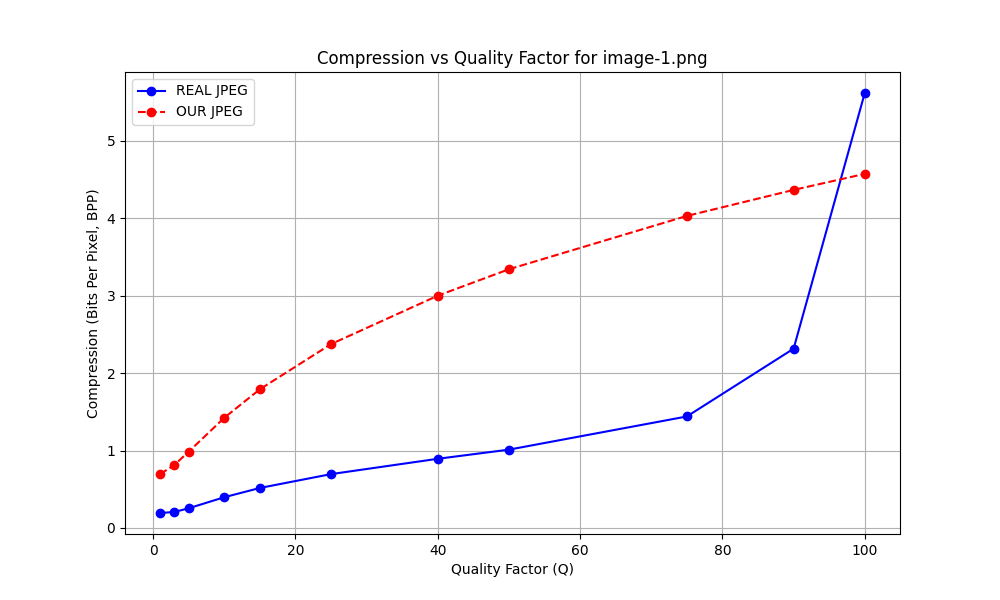 Compression vs Quality Factor for image-1.png
REAL JPEG
OUR JPEG
Compression (Bits Per Pixel, BPP)
5
4
3
2
1
0
0 20 40 60 80 100
Quality Factor (Q)